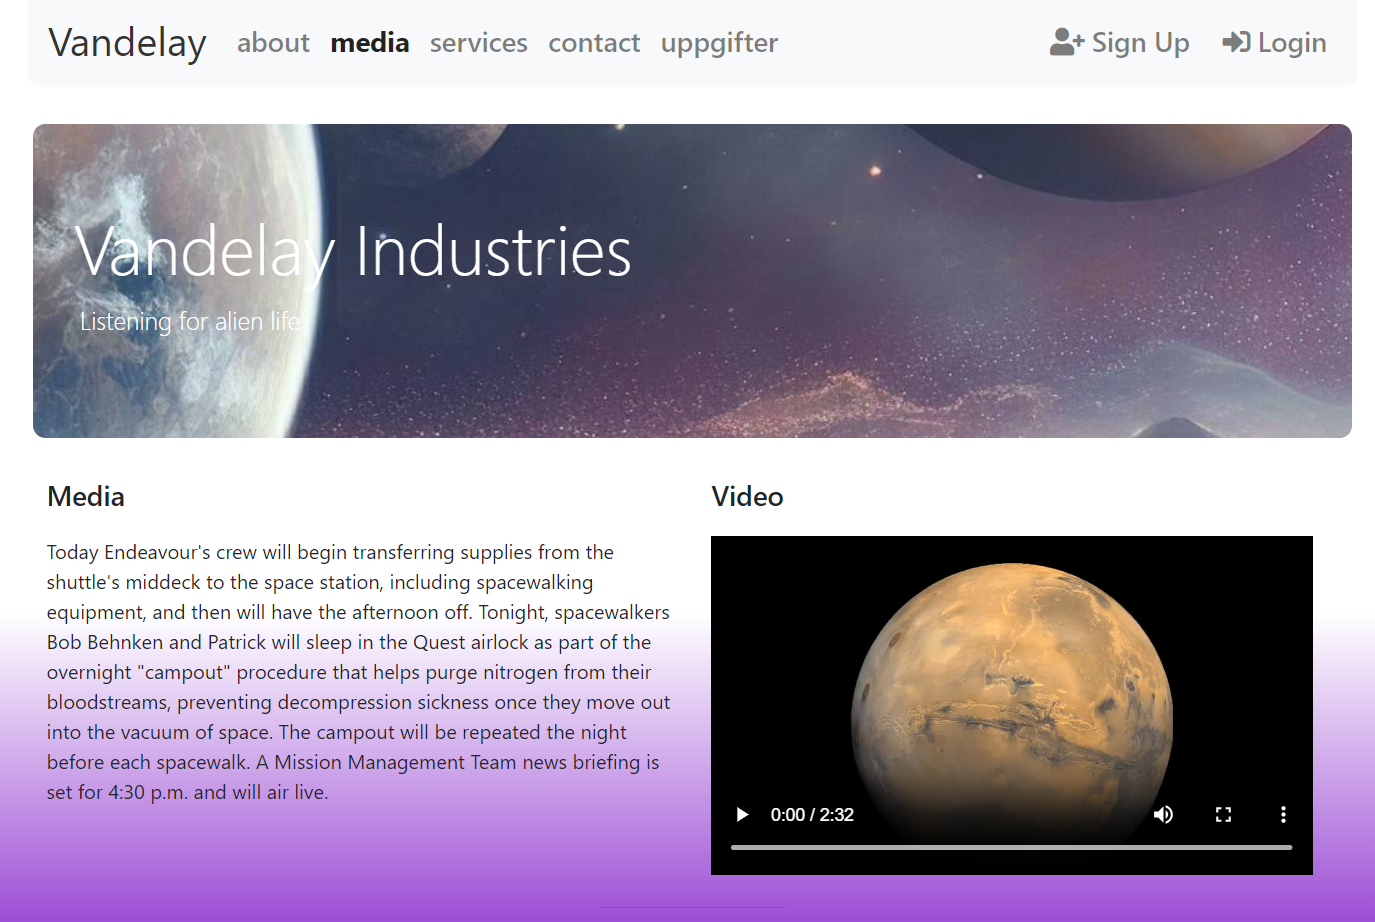 Vandelay about media services contact uppgifter Sign Up Login
Vandelay Industries
Listening for alien life
Media
Today Endeavour's crew will begin transferring supplies from the
shuttle's middeck to the space station, including spacewalking
equipment, and then will have the afternoon off. Tonight, spacewalkers
Bob Behnken and Patrick will sleep in the Quest airlock as part of the
overnight "campout" procedure that helps purge nitrogen from their
bloodstreams, preventing decompression sickness once they move out
into the vacuum of space. The campout will be repeated the night
before each spacewalk. A Mission Management Team news briefing is
set for 4:30 p.m. and will air live.
Video
0:00 / 2:32